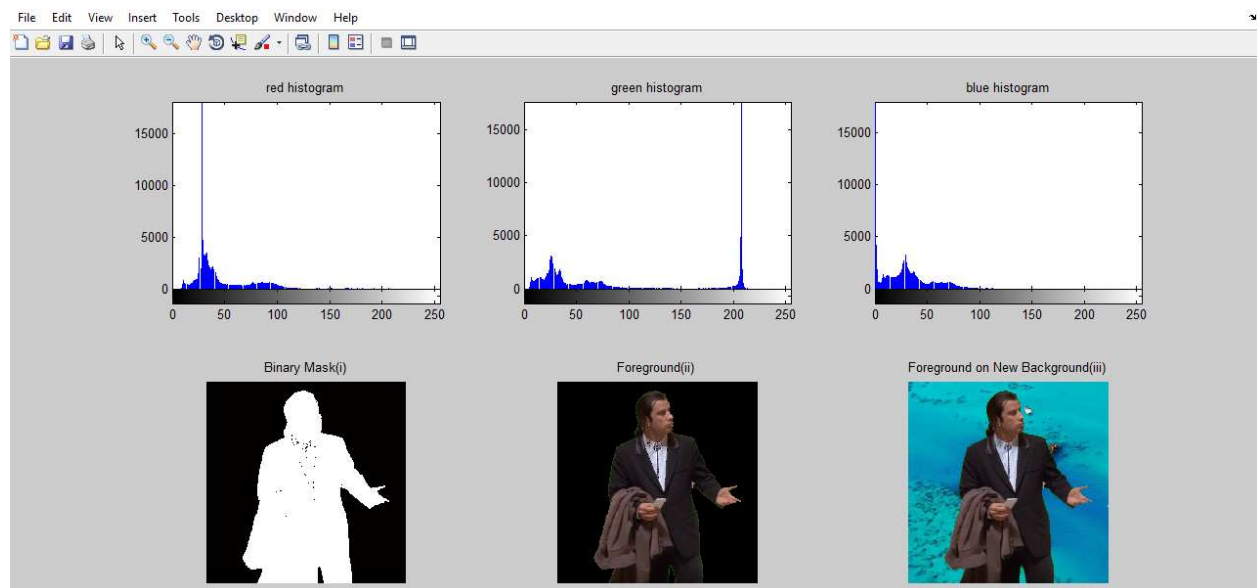 File Edit View Insert Tools Desktop Window Help
red histogram
15000
10000
5000
0
0 50 100 150 200 250
green histogram
15000
10000
5000
0
0 50 100 150 200 250
blue histogram
15000
10000
5000
0
0 50 100 150 200 250
Binary Mask(i)
Foreground(ii)
Foreground on New Background(iii)